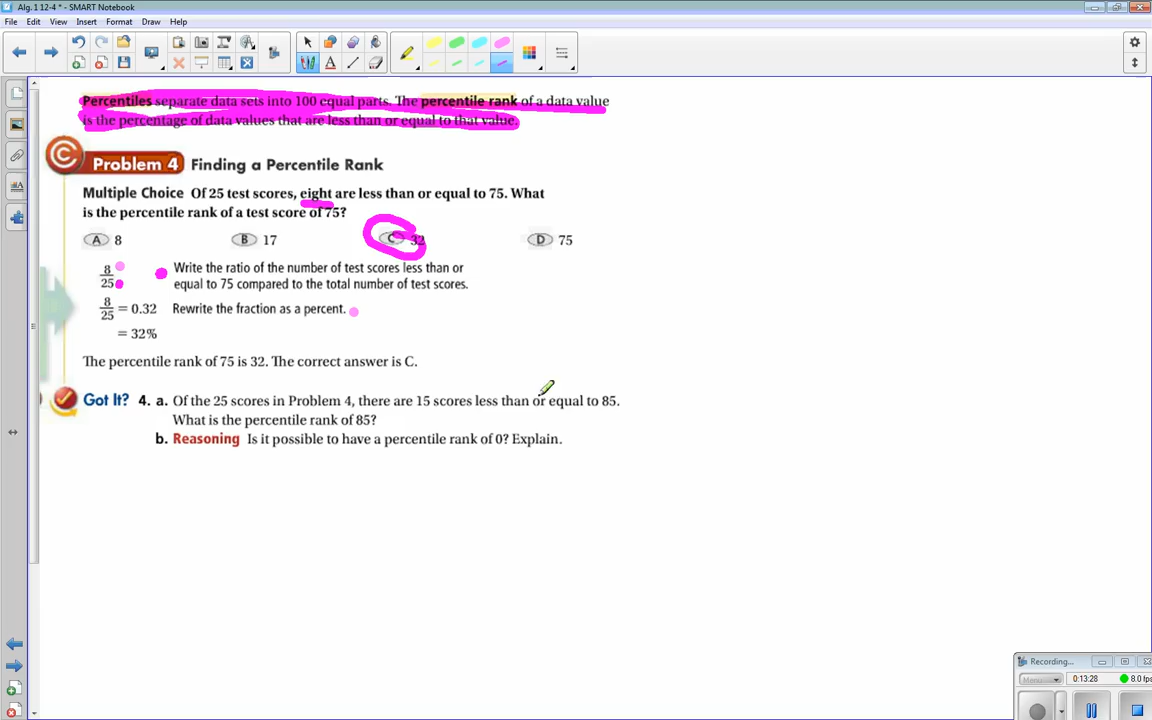 Alg.1 12-4 * - SMART Notebook
File Edit View Insert Format Draw Help
Percentiles separate data sets into 100 equal parts. The percentile rank of a data value
is the percentage of data values that are less than or equal to that value.
C Problem 4 Finding a Percentile Rank
Multiple Choice Of 25 test scores, eight are less than or equal to 75. What
is the percentile rank of a test score of 75?
A 8 B 17 C 32 D 75
8/25 Write the ratio of the number of test scores less than or
equal to 75 compared to the total number of test scores.
8/25 = 0.32 Rewrite the fraction as a percent.
= 32%
The percentile rank of 75 is 32. The correct answer is C.
Got It? 4. a. Of the 25 scores in Problem 4, there are 15 scores less than or equal to 85.
What is the percentile rank of 85?
b. Reasoning Is it possible to have a percentile rank of 0? Explain.
Recording...
Manu... 0:13:28 8.0 fps